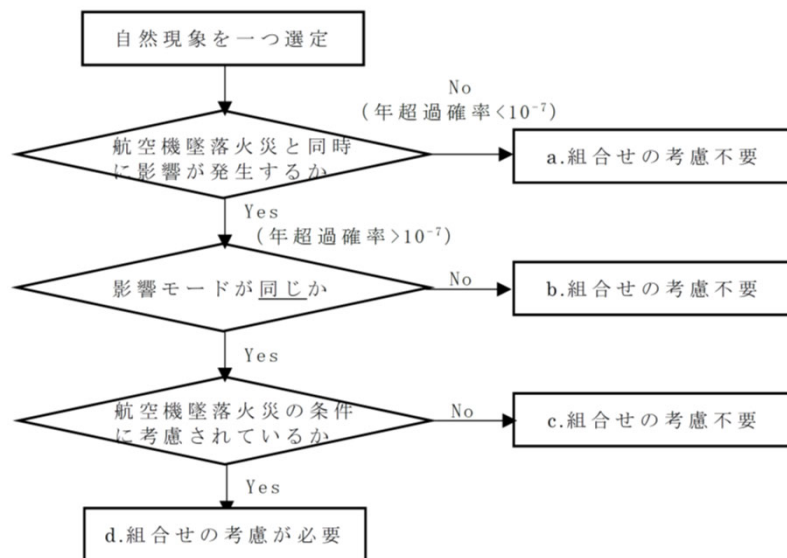 自然現象を一つ選定
No
(年超過確率<10⁻⁷)
航空機墜落火災と同時
に影響が発生するか
a.組合せの考慮不要
Yes
(年超過確率>10⁻⁷)
影響モードが同じか
No
b.組合せの考慮不要
Yes
航空機墜落火災の条件
に考慮されているか
No
c.組合せの考慮不要
Yes
d.組合せの考慮が必要